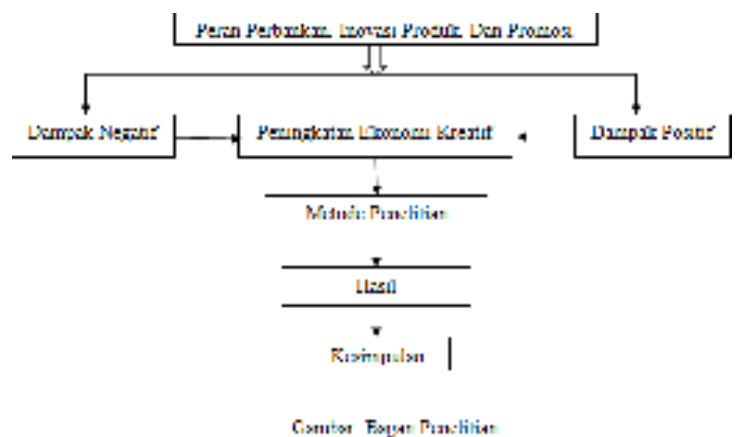 Peran Perbankan, Inovasi Produk, Dan Promosi
Dampak Negatif
Peningkatan Ekonomi Kreatif
Dampak Positif
Metode Penelitian
Hasil
Kesimpulan
Gambar Bagan Penelitian